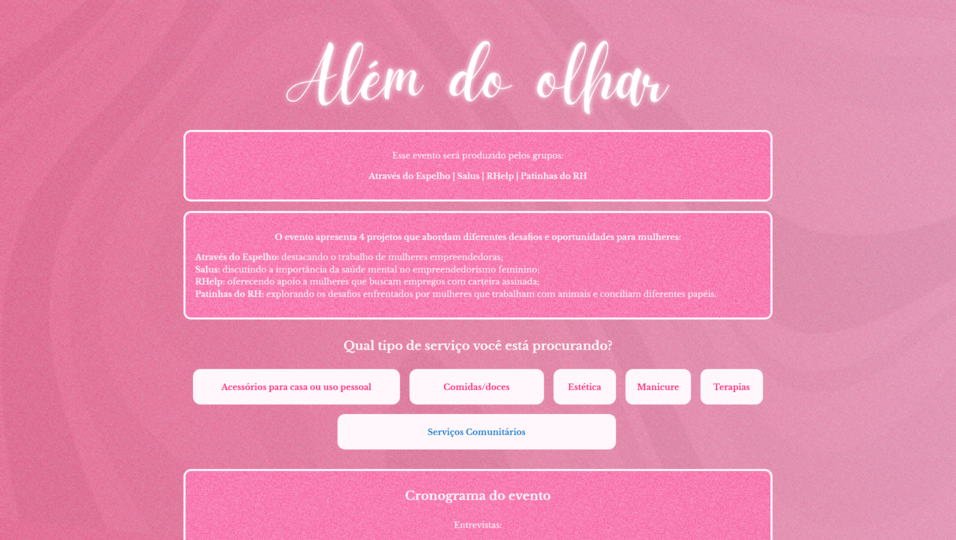 Além do olhar
Esse evento será produzido pelos grupos:
Através do Espelho | Salus | RHelp | Patinhas do RH
O evento apresenta 4 projetos que abordam diferentes desafios e oportunidades para mulheres:
Através do Espelho: destacando o trabalho de mulheres empreendedoras;
Salus: discutindo a importância da saúde mental no empreendedorismo feminino;
RHelp: oferecendo apoio a mulheres que buscam empregos com carteira assinada;
Patinhas do RH: explorando os desafios enfrentados por mulheres que trabalham com animais e conciliam diferentes papéis.
Qual tipo de serviço você está procurando?
Acessórios para casa ou uso pessoal
Comidas/doces
Estética
Manicure
Terapias
Serviços Comunitários
Cronograma do evento
Entrevistas: